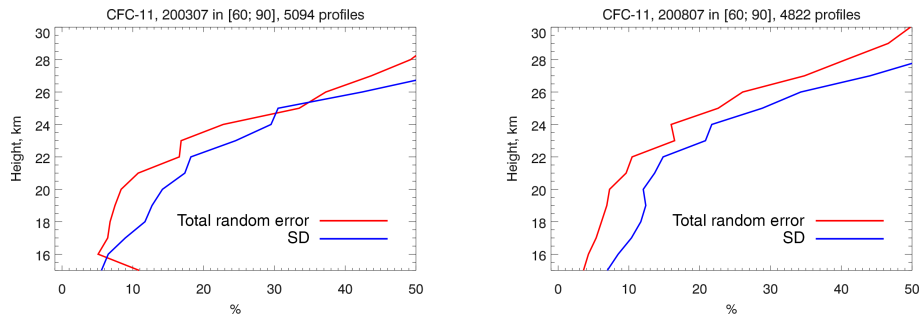 CFC-11, 200307 in [60; 90], 5094 profiles
30
28
26
24
22
20
18
16
Height, km
Total random error
SD
0 10 20 30 40 50
%
CFC-11, 200807 in [60; 90], 4822 profiles
30
28
26
24
22
20
18
16
Height, km
Total random error
SD
0 10 20 30 40 50
%